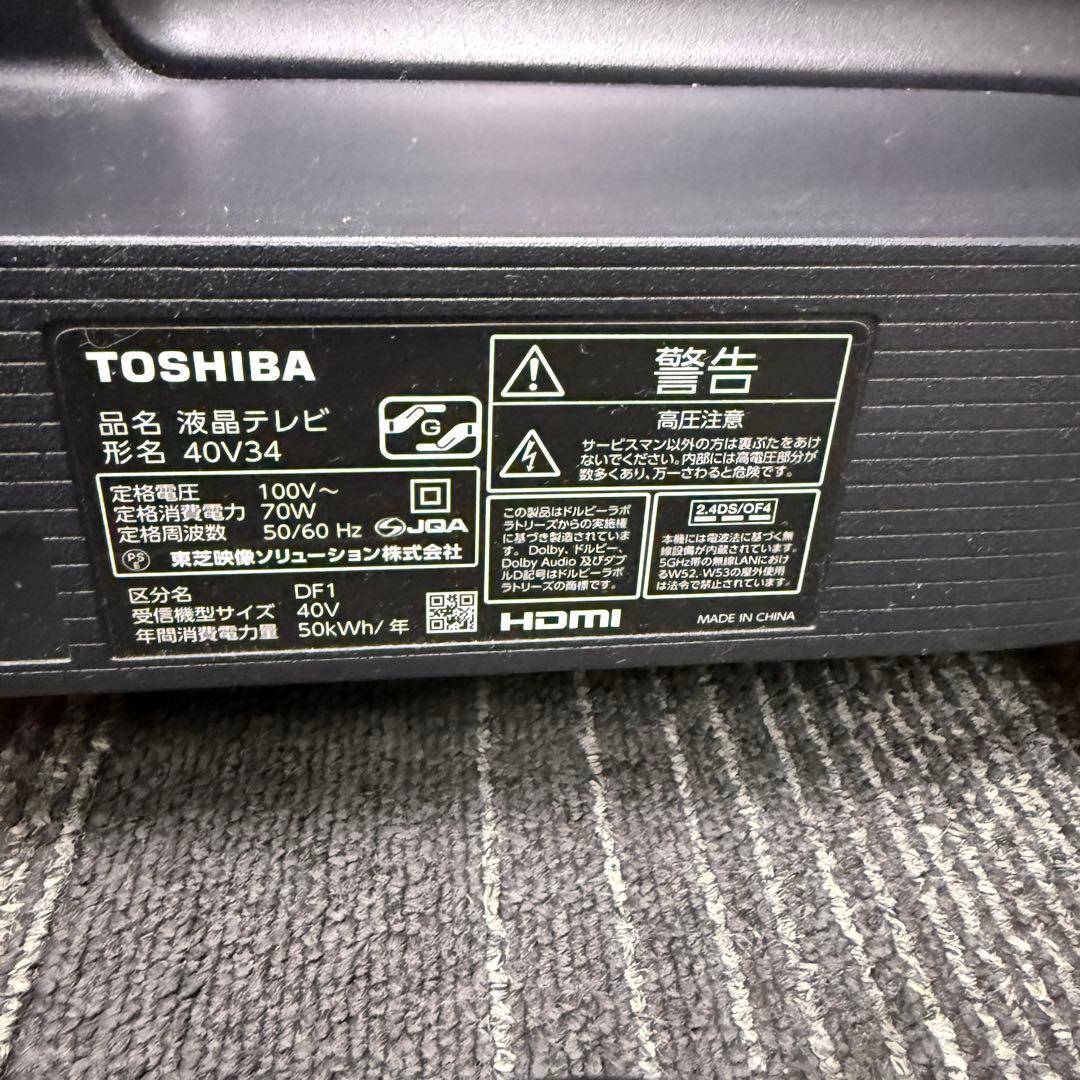 TOSHIBA
品名 液晶テレビ
形名 40V34
G
定格電圧 100V～
定格消費電力 70W
定格周波数 50/60 Hz
JQA
PS
E
東芝映像ソリューション株式会社
区分名 DF1
受信機型サイズ 40V
年間消費電力量 50kWh/年
警告
高圧注意
サービスマン以外の方は裏ぶたをあけ
ないでください。内部には高電圧部分が
数多くあり、万一さわると危険です。
この製品はドルビーラボ
ラトリーズからの実施権
に基づき製造されていま
す。Dolby、ドルビー、
Dolby Audio 及びダブ
ルD記号はドルビーラボ
ラトリーズの商標です。
2.4DS/OF4
本機には電波法に基づく無
線設備が内蔵されています。
5GHz帯の無線LANにおけ
るW52、W53の屋外使用
は法令で禁止されています。
HDMI
MADE IN CHINA